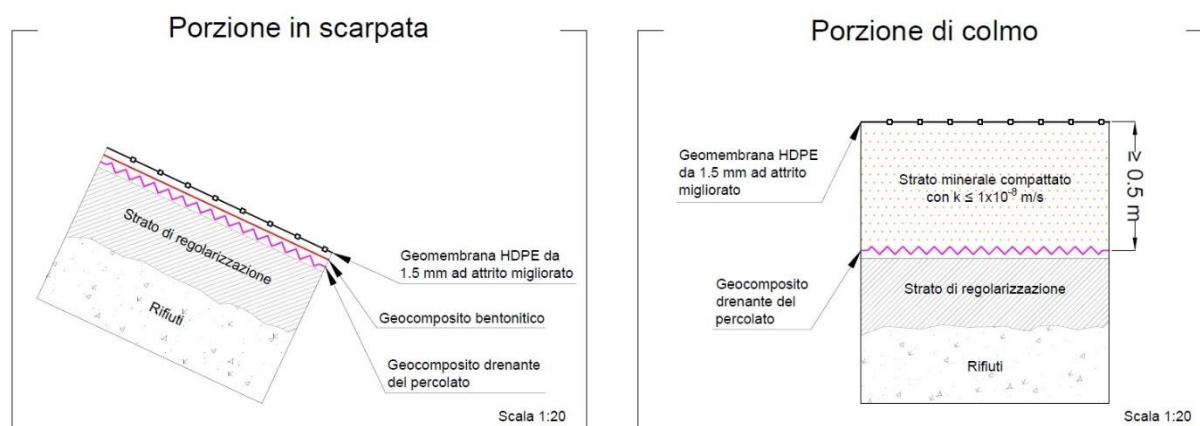 Porzione in scarpata
Strato di regolarizzazione
Rifiuti
Geomembrana HDPE da
1.5 mm ad attrito migliorato
Geocomposito bentonitico
Geocomposito drenante
del percolato
Scala 1:20
Porzione di colmo
Geomembrana HDPE
da 1.5 mm ad attrito
migliorato
Strato minerale compattato
con k ≤ 1x10⁻⁸ m/s
≥ 0.5 m
Geocomposito
drenante del
percolato
Strato di regolarizzazione
Rifiuti
Scala 1:20